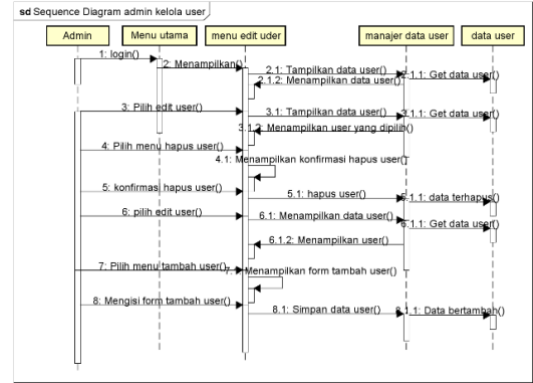 sd Sequence Diagram admin kelola user
Admin
Menu utama
menu edit uder
manajer data user
data user
1: login()
2: Menampilkan()
2.1: Tampilkan data user()
2.1.1: Get data user()
2.1.2: Menampilkan data user()
3: Pilih edit user()
3.1: Tampilkan data user()
3.1.1: Get data user()
3.1.2: Menampilkan user yang dipilih()
4: Pilih menu hapus user()
4.1: Menampilkan konfirmasi hapus user()
5: konfirmasi hapus user()
5.1: hapus user()
5.1.1: data terhapus()
6: pilih edit user()
6.1: Menampilkan data user()
6.1.1: Get data user()
6.1.2: Menampilkan user()
7: Pilih menu tambah user()
7.1: Menampilkan form tambah user()
8: Mengisi form tambah user()
8.1: Simpan data user()
8.1.1: Data bertambah()